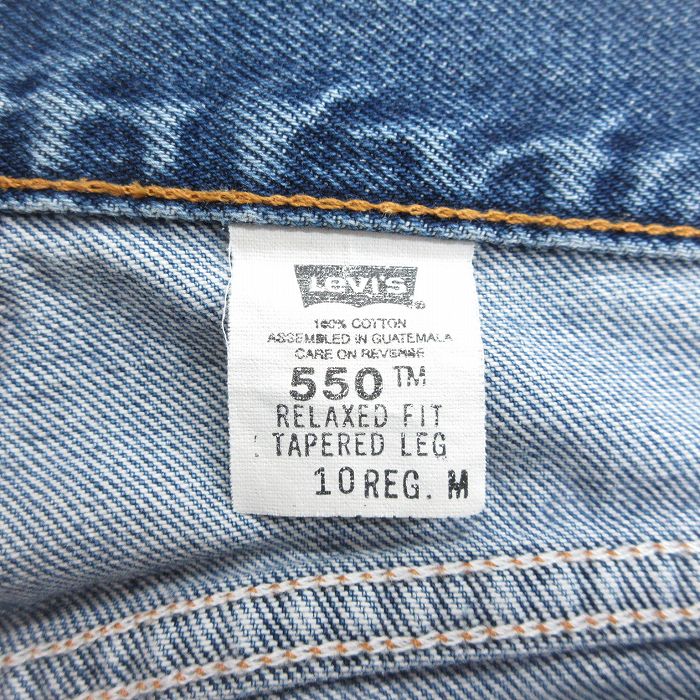 Levi's
100% COTTON
ASSEMBLED IN GUATEMALA
CARE ON REVERSE
550™
RELAXED FIT
TAPERED LEG
10 REG. M